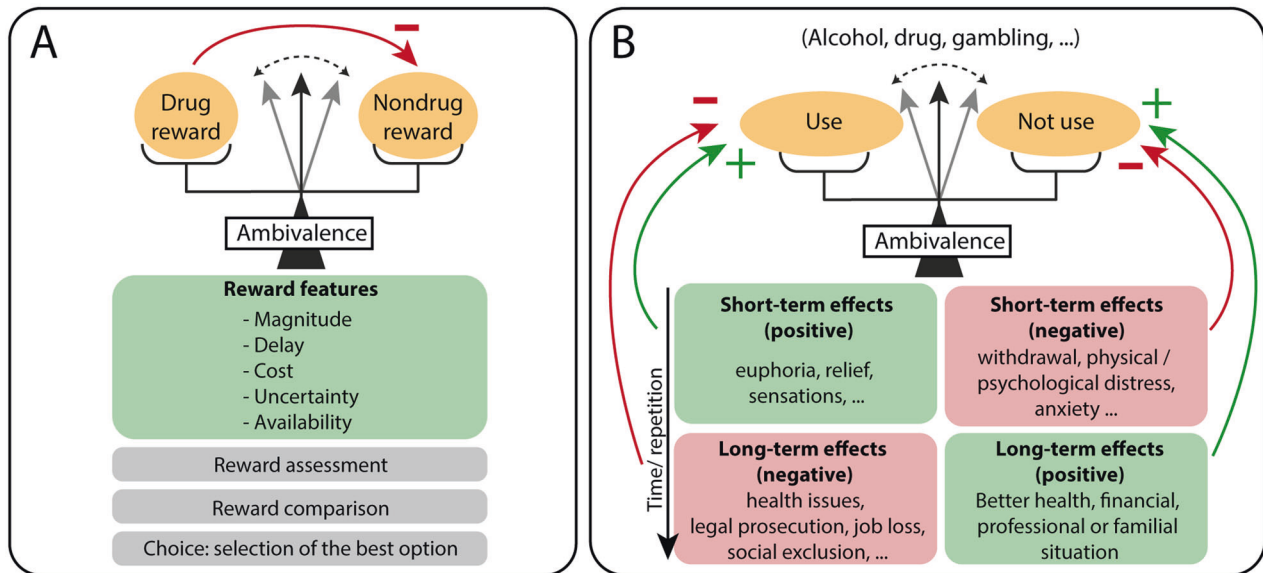 A
Drug
reward
Nondrug
reward
Ambivalence
Reward features
- Magnitude
- Delay
- Cost
- Uncertainty
- Availability
Reward assessment
Reward comparison
Choice: selection of the best option
B
(Alcohol, drug, gambling, ...)
Use
Not use
Ambivalence
Time/ repetition
Short-term effects
(positive)
euphoria, relief,
sensations, ...
Short-term effects
(negative)
withdrawal, physical /
psychological distress,
anxiety ...
Long-term effects
(negative)
health issues,
legal prosecution, job loss,
social exclusion, ...
Long-term effects
(positive)
Better health, financial,
professional or familial
situation